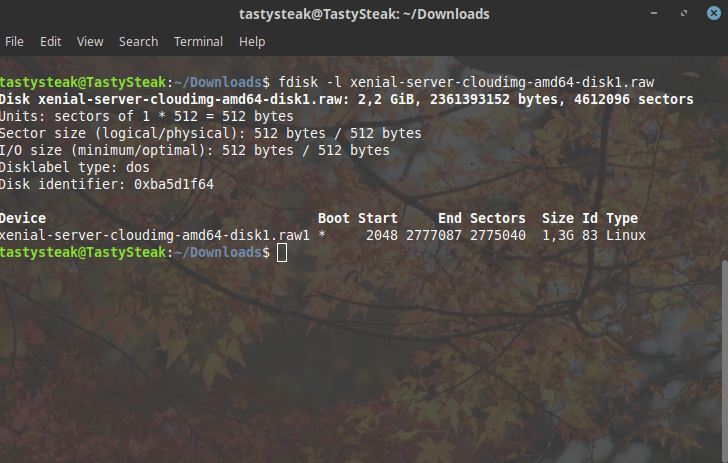 tastysteak@TastySteak: ~/Downloads
File Edit View Search Terminal Help
tastysteak@TastySteak:~/Downloads$ fdisk -l xenial-server-cloudimg-amd64-disk1.raw
Disk xenial-server-cloudimg-amd64-disk1.raw: 2,2 GiB, 2361393152 bytes, 4612096 sectors
Units: sectors of 1 * 512 = 512 bytes
Sector size (logical/physical): 512 bytes / 512 bytes
I/O size (minimum/optimal): 512 bytes / 512 bytes
Disklabel type: dos
Disk identifier: 0xba5d1f64
Device Boot Start End Sectors Size Id Type
xenial-server-cloudimg-amd64-disk1.raw1 * 2048 2777087 2775040 1,3G 83 Linux
tastysteak@TastySteak:~/Downloads$